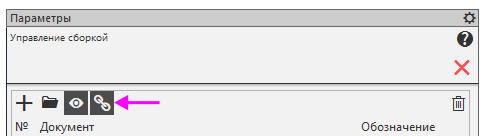 Параметры
Управление сборкой
№ Документ Обозначение